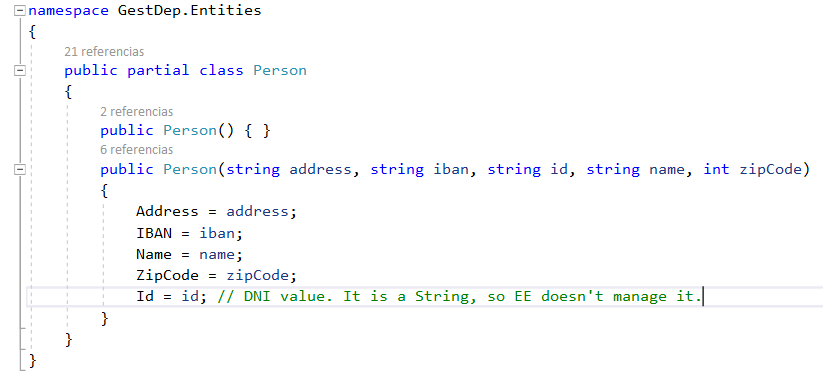 namespace GestDep.Entities
{
21 referencias
public partial class Person
{
2 referencias
public Person() { }
6 referencias
public Person(string address, string iban, string id, string name, int zipCode)
{
Address = address;
IBAN = iban;
Name = name;
ZipCode = zipCode;
Id = id; // DNI value. It is a String, so EE doesn't manage it.
}
}
}